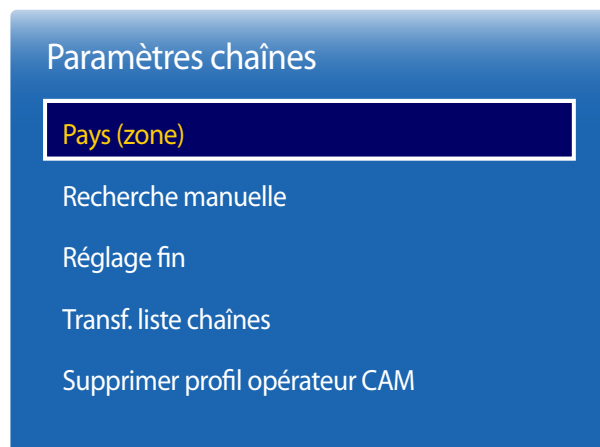 Paramètres chaînes
Pays (zone)
Recherche manuelle
Réglage fin
Transf. liste chaînes
Supprimer profil opérateur CAM